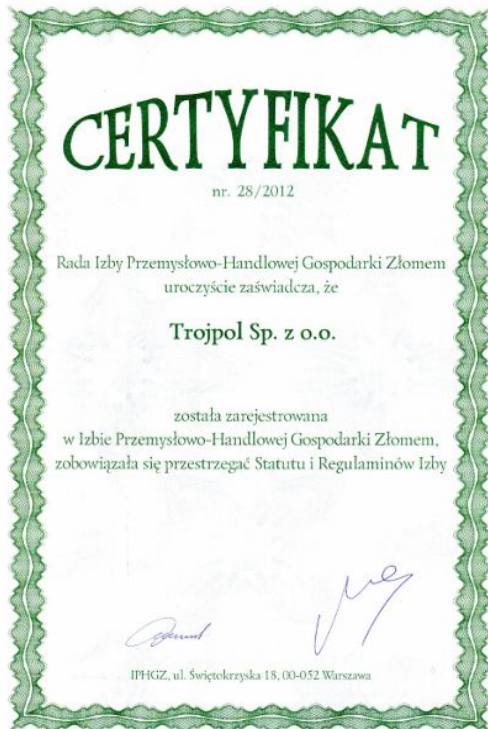 CERTYFIKAT
nr. 28/2012
Rada Izby Przemysłowo-Handlowej Gospodarki Złomem
uroczyście zaświadcza, że
Trojpol Sp. z o.o.
została zarejestrowana
w Izbie Przemysłowo-Handlowej Gospodarki Złomem,
zobowiązała się przestrzegać Statutu i Regulaminów Izby
IPHGZ, ul. Świętokrzyska 18, 00-052 Warszawa